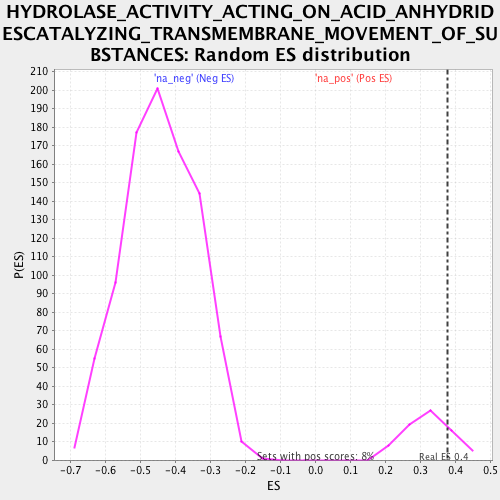 HYDROLASE_ACTIVITY_ACTING_ON_ACID_ANHYDRID
ESCATALYZING_TRANSMEMBRANE_MOVEMENT_OF_SU
BSTANCES: Random ES distribution
'na_neg' (Neg ES)
'na_pos' (Pos ES)
P(ES)
210
200
190
180
170
160
150
140
130
120
110
100
90
80
70
60
50
40
30
20
10
0
Sets with pos scores: 8%
Real ES 0.4
-0.7 -0.6 -0.5 -0.4 -0.3 -0.2 -0.1 0.0 0.1 0.2 0.3 0.4 0.5
ES